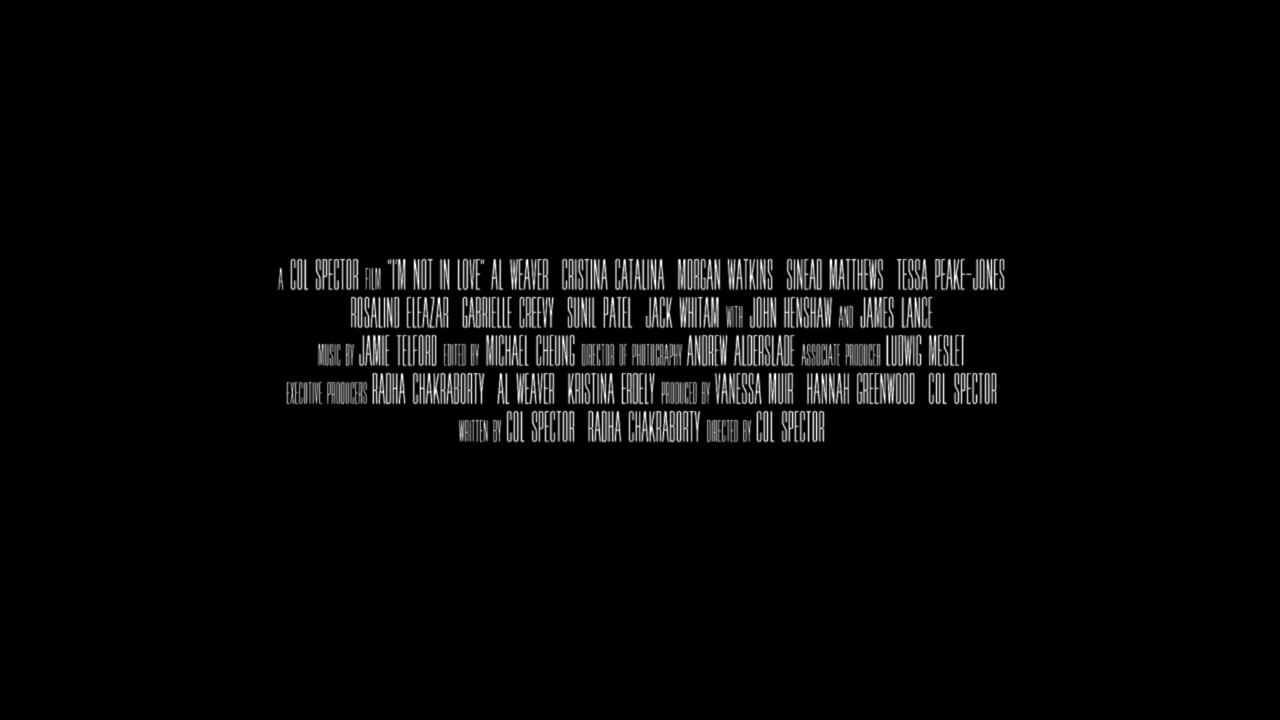 A COL SPECTOR FILM "I'M NOT IN LOVE" AL WEAVER CRISTINA CATALINA MORGAN WATKINS SINEAD MATTHEWS TESSA PEAKE-JONES
ROSALIND ELEAZAR GABRIELLE CREEVY SUNIL PATEL JACK WHITAM WITH JOHN HENSHAW AND JAMES LANCE
MUSIC BY JAMIE TELFORD EDITED BY MICHAEL CHEUNG DIRECTOR OF PHOTOGRAPHY ANDREW ALDERSLADE ASSOCIATE PRODUCER LUDWIG MESLET
EXECUTIVE PRODUCERS RADHA CHAKRABORTY AL WEAVER KRISTINA ERDELY PRODUCED BY VANESSA MUIR HANNAH GREENWOOD COL SPECTOR
WRITTEN BY COL SPECTOR RADHA CHAKRABORTY DIRECTED BY COL SPECTOR